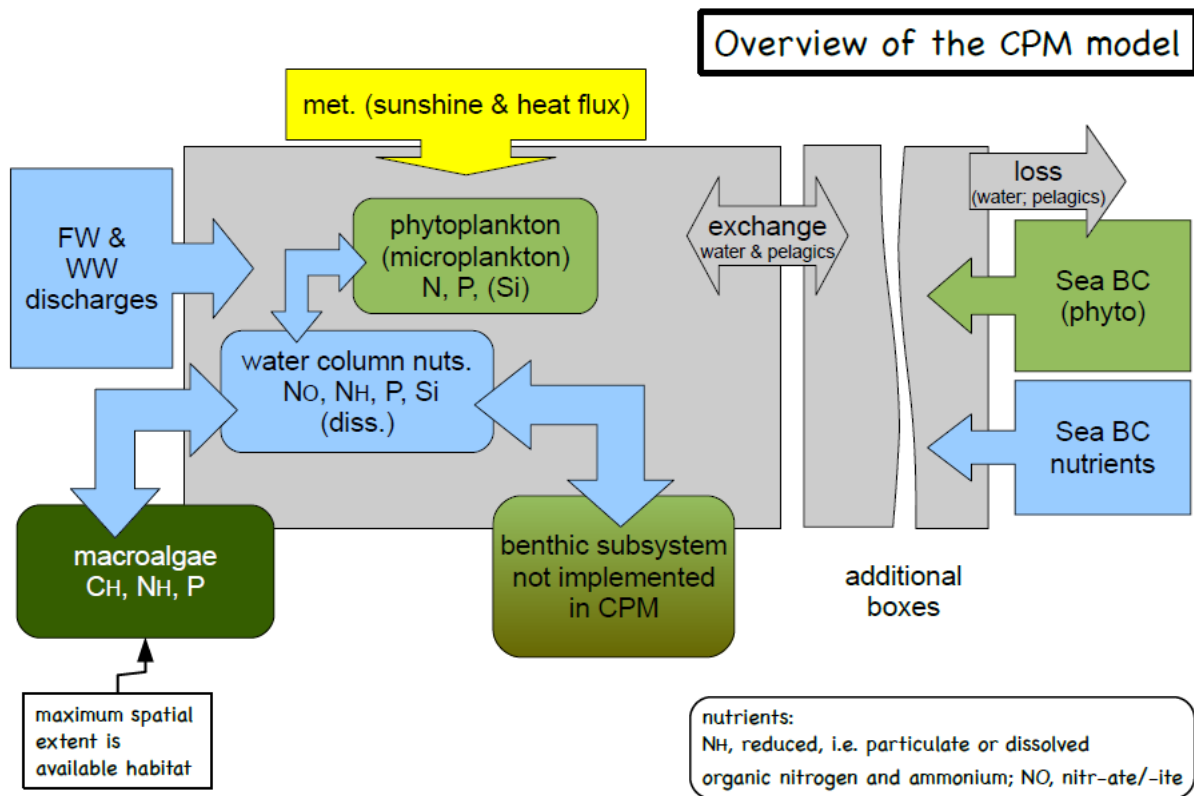 Overview of the CPM model
met. (sunshine & heat flux)
FW &
WW
discharges
phytoplankton
(microplankton)
N, P, (Si)
exchange
water & pelagics
loss
(water; pelagics)
Sea BC
(phyto)
water column nuts.
NO, NH, P, Si
(diss.)
Sea BC
nutrients
macroalgae
CH, NH, P
benthic subsystem
not implemented
in CPM
additional
boxes
maximum spatial
extent is
available habitat
nutrients:
NH, reduced, i.e. particulate or dissolved
organic nitrogen and ammonium; NO, nitr-ate/-ite